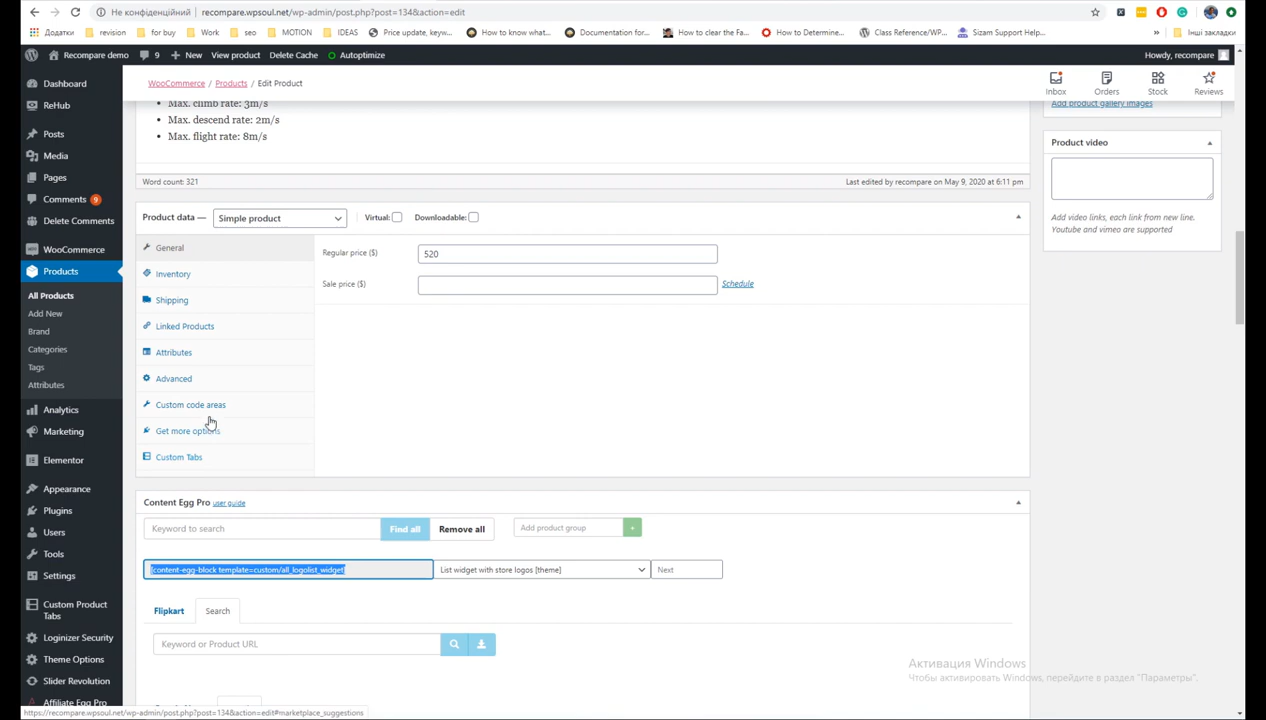 Не конфіденційний
recompare.wpsoul.net/wp-admin/post.php?post=134&action=edit
Додатки
revision
for buy
Work
seo
MOTION
IDEAS
Price update, keyw...
How to know what...
Documentation for...
How to clear the Fa...
How to Determine...
Class Reference/WP...
Sizam Support Help...
»
Інші закладки
Recompare demo
9
New
View product
Delete Cache
Autoptimize
Howdy, recompare
Dashboard
ReHub
Posts
Media
Pages
Comments 9
Delete Comments
WooCommerce
Products
All Products
Add New
Brand
Categories
Tags
Attributes
Analytics
Marketing
Elementor
Appearance
Plugins
Users
Tools
Settings
Custom Product
Tabs
Loginizer Security
Theme Options
Slider Revolution
Affiliate Egg Pro
WooCommerce / Products / Edit Product
Inbox
Orders
Stock
Reviews
• Max. climb rate: 3m/s
• Max. descend rate: 2m/s
• Max. flight rate: 8m/s
Word count: 321
Last edited by recompare on May 9, 2020 at 6:11 pm
Add product gallery images
Product video
Add video links, each link from new line.
Youtube and vimeo are supported
Product data —
Simple product
Virtual:
Downloadable:
General
Inventory
Shipping
Linked Products
Attributes
Advanced
Custom code areas
Get more options
Custom Tabs
Regular price ($)
520
Sale price ($)
Schedule
Content Egg Pro user guide
Keyword to search
Find all
Remove all
Add product group
+
[content-egg-block template=custom/all_logolist_widget]
List widget with store logos [theme]
Next
Flipkart
Search
Keyword or Product URL
Активация Windows
Чтобы активировать Windows, перейдите в раздел "Параметры".
https://recompare.wpsoul.net/wp-admin/post.php?post=134&action=edit#marketplace_suggestions